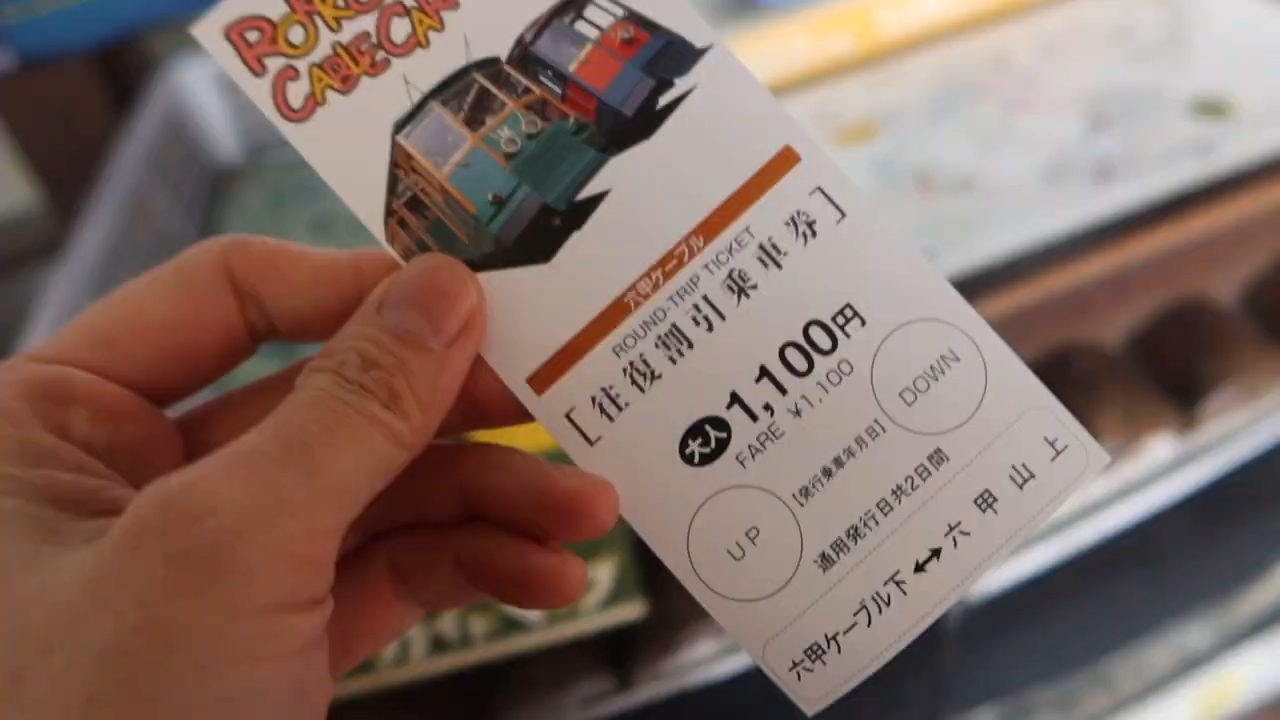 ROKKO
CABLE CAR
六甲ケーブル
ROUND-TRIP TICKET
[往復割引乗車券]
大人 1,100円
FARE ¥1,100
DOWN
UP
[発行乗車年月日]
通用発行日共2日間
六甲ケーブル下↔六甲山上